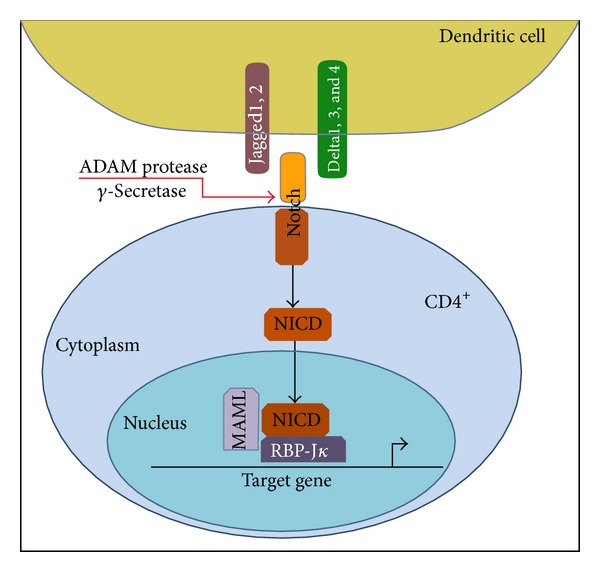 Dendritic cell
Jagged1, 2
Delta1, 3, and 4
ADAM protease
γ-Secretase
Notch
CD4⁺
NICD
Cytoplasm
Nucleus
MAML
NICD
RBP-Jκ
Target gene